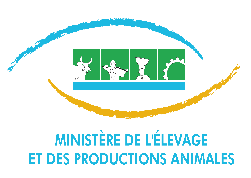 MINISTÈRE DE L'ÉLEVAGE
ET DES PRODUCTIONS ANIMALES